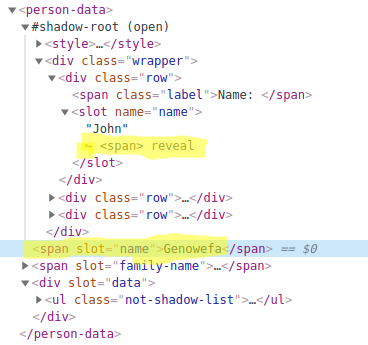 ▼<person-data>
▼#shadow-root (open)
▶<style>…</style>
▼<div class="wrapper">
▼<div class="row">
<span class="label">Name: </span>
▼<slot name="name">
"John"
↪ <span> reveal
</slot>
</div>
▶<div class="row">…</div>
▶<div class="row">…</div>
</div>
<span slot="name">Genowefa</span> == $0
▶<span slot="family-name">…</span>
▼<div slot="data">
▶<ul class="not-shadow-list">…</ul>
</div>
</person-data>